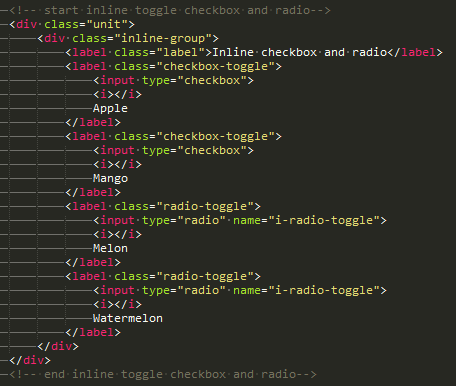 <!-- start inline toggle checkbox and radio-->
<div class="unit">
<div class="inline-group">
<label class="label">Inline checkbox and radio</label>
<label class="checkbox-toggle">
<input type="checkbox">
<i></i>
Apple
</label>
<label class="checkbox-toggle">
<input type="checkbox">
<i></i>
Mango
</label>
<label class="radio-toggle">
<input type="radio" name="i-radio-toggle">
<i></i>
Melon
</label>
<label class="radio-toggle">
<input type="radio" name="i-radio-toggle">
<i></i>
Watermelon
</label>
</div>
</div>
<!-- end inline toggle checkbox and radio-->